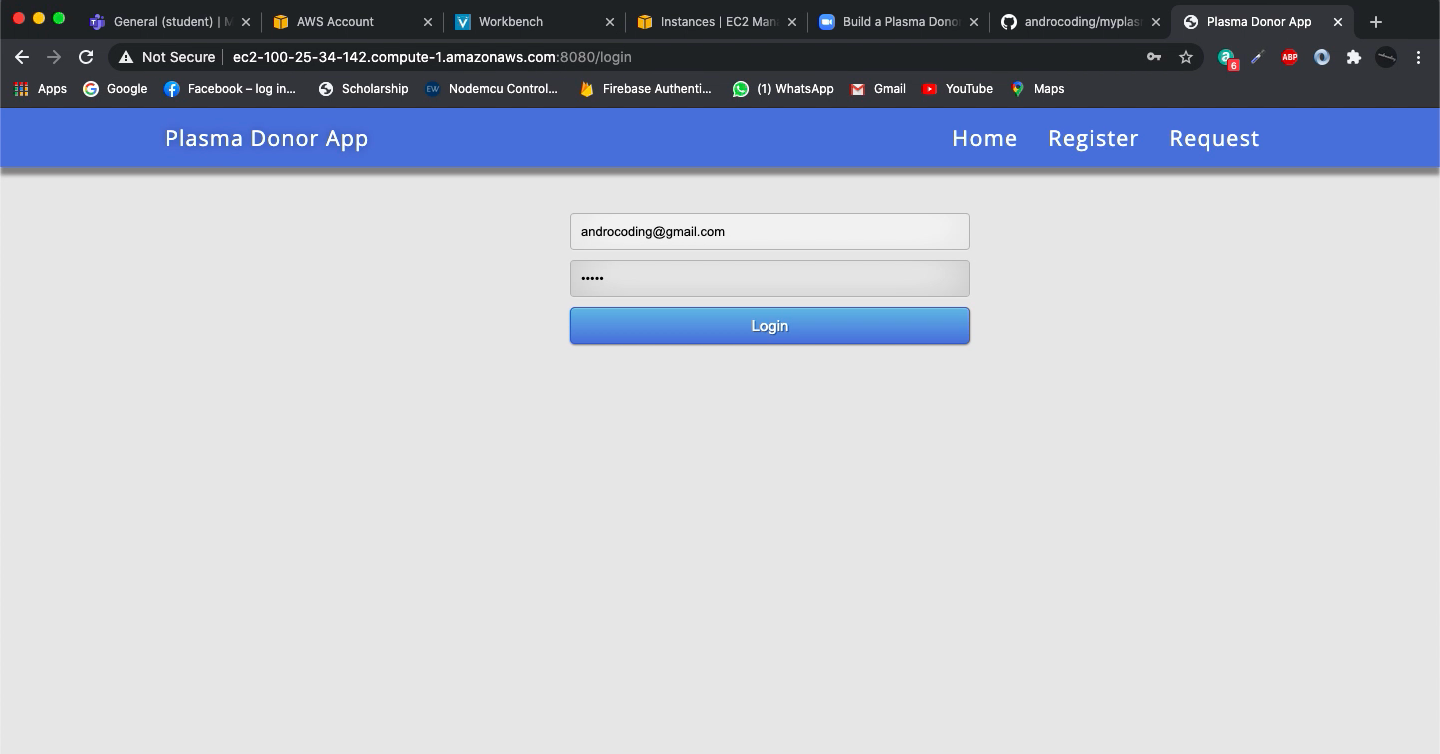 General (student) | M
AWS Account
Workbench
Instances | EC2 Man
Build a Plasma Dono
androcoding/myplas
Plasma Donor App
Not Secure
ec2-100-25-34-142.compute-1.amazonaws.com:8080/login
6
ABP
Apps
Google
Facebook – log in...
Scholarship
EW
Nodemcu Control...
Firebase Authenti...
(1) WhatsApp
Gmail
YouTube
Maps
Plasma Donor App
Home
Register
Request
androcoding@gmail.com
•••••
Login